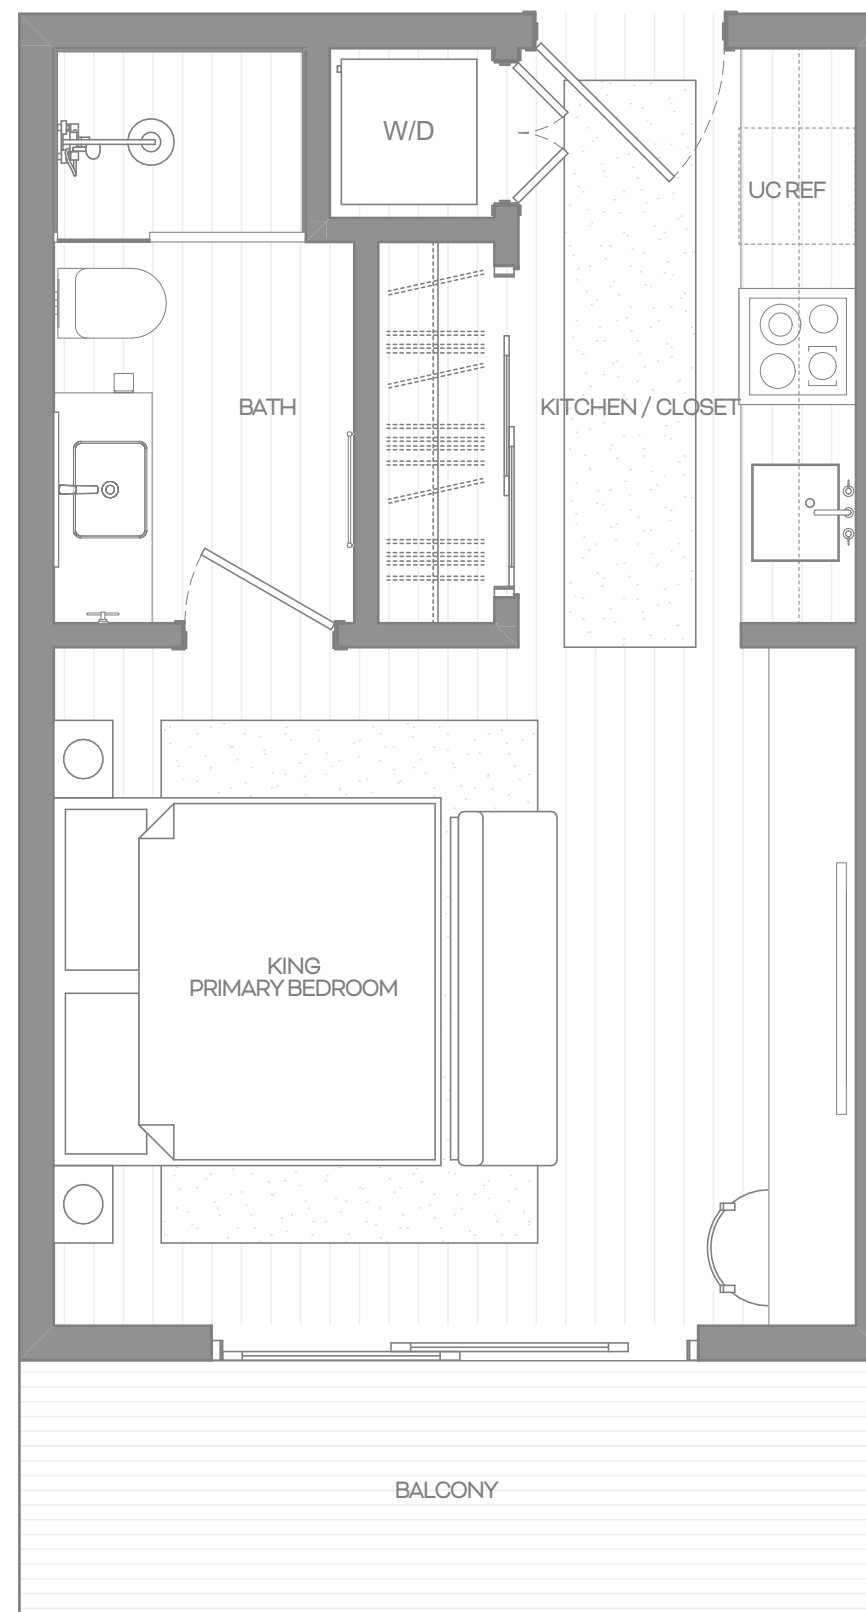 W/D
UC REF
BATH
KITCHEN / CLOSET
KING
PRIMARY BEDROOM
BALCONY